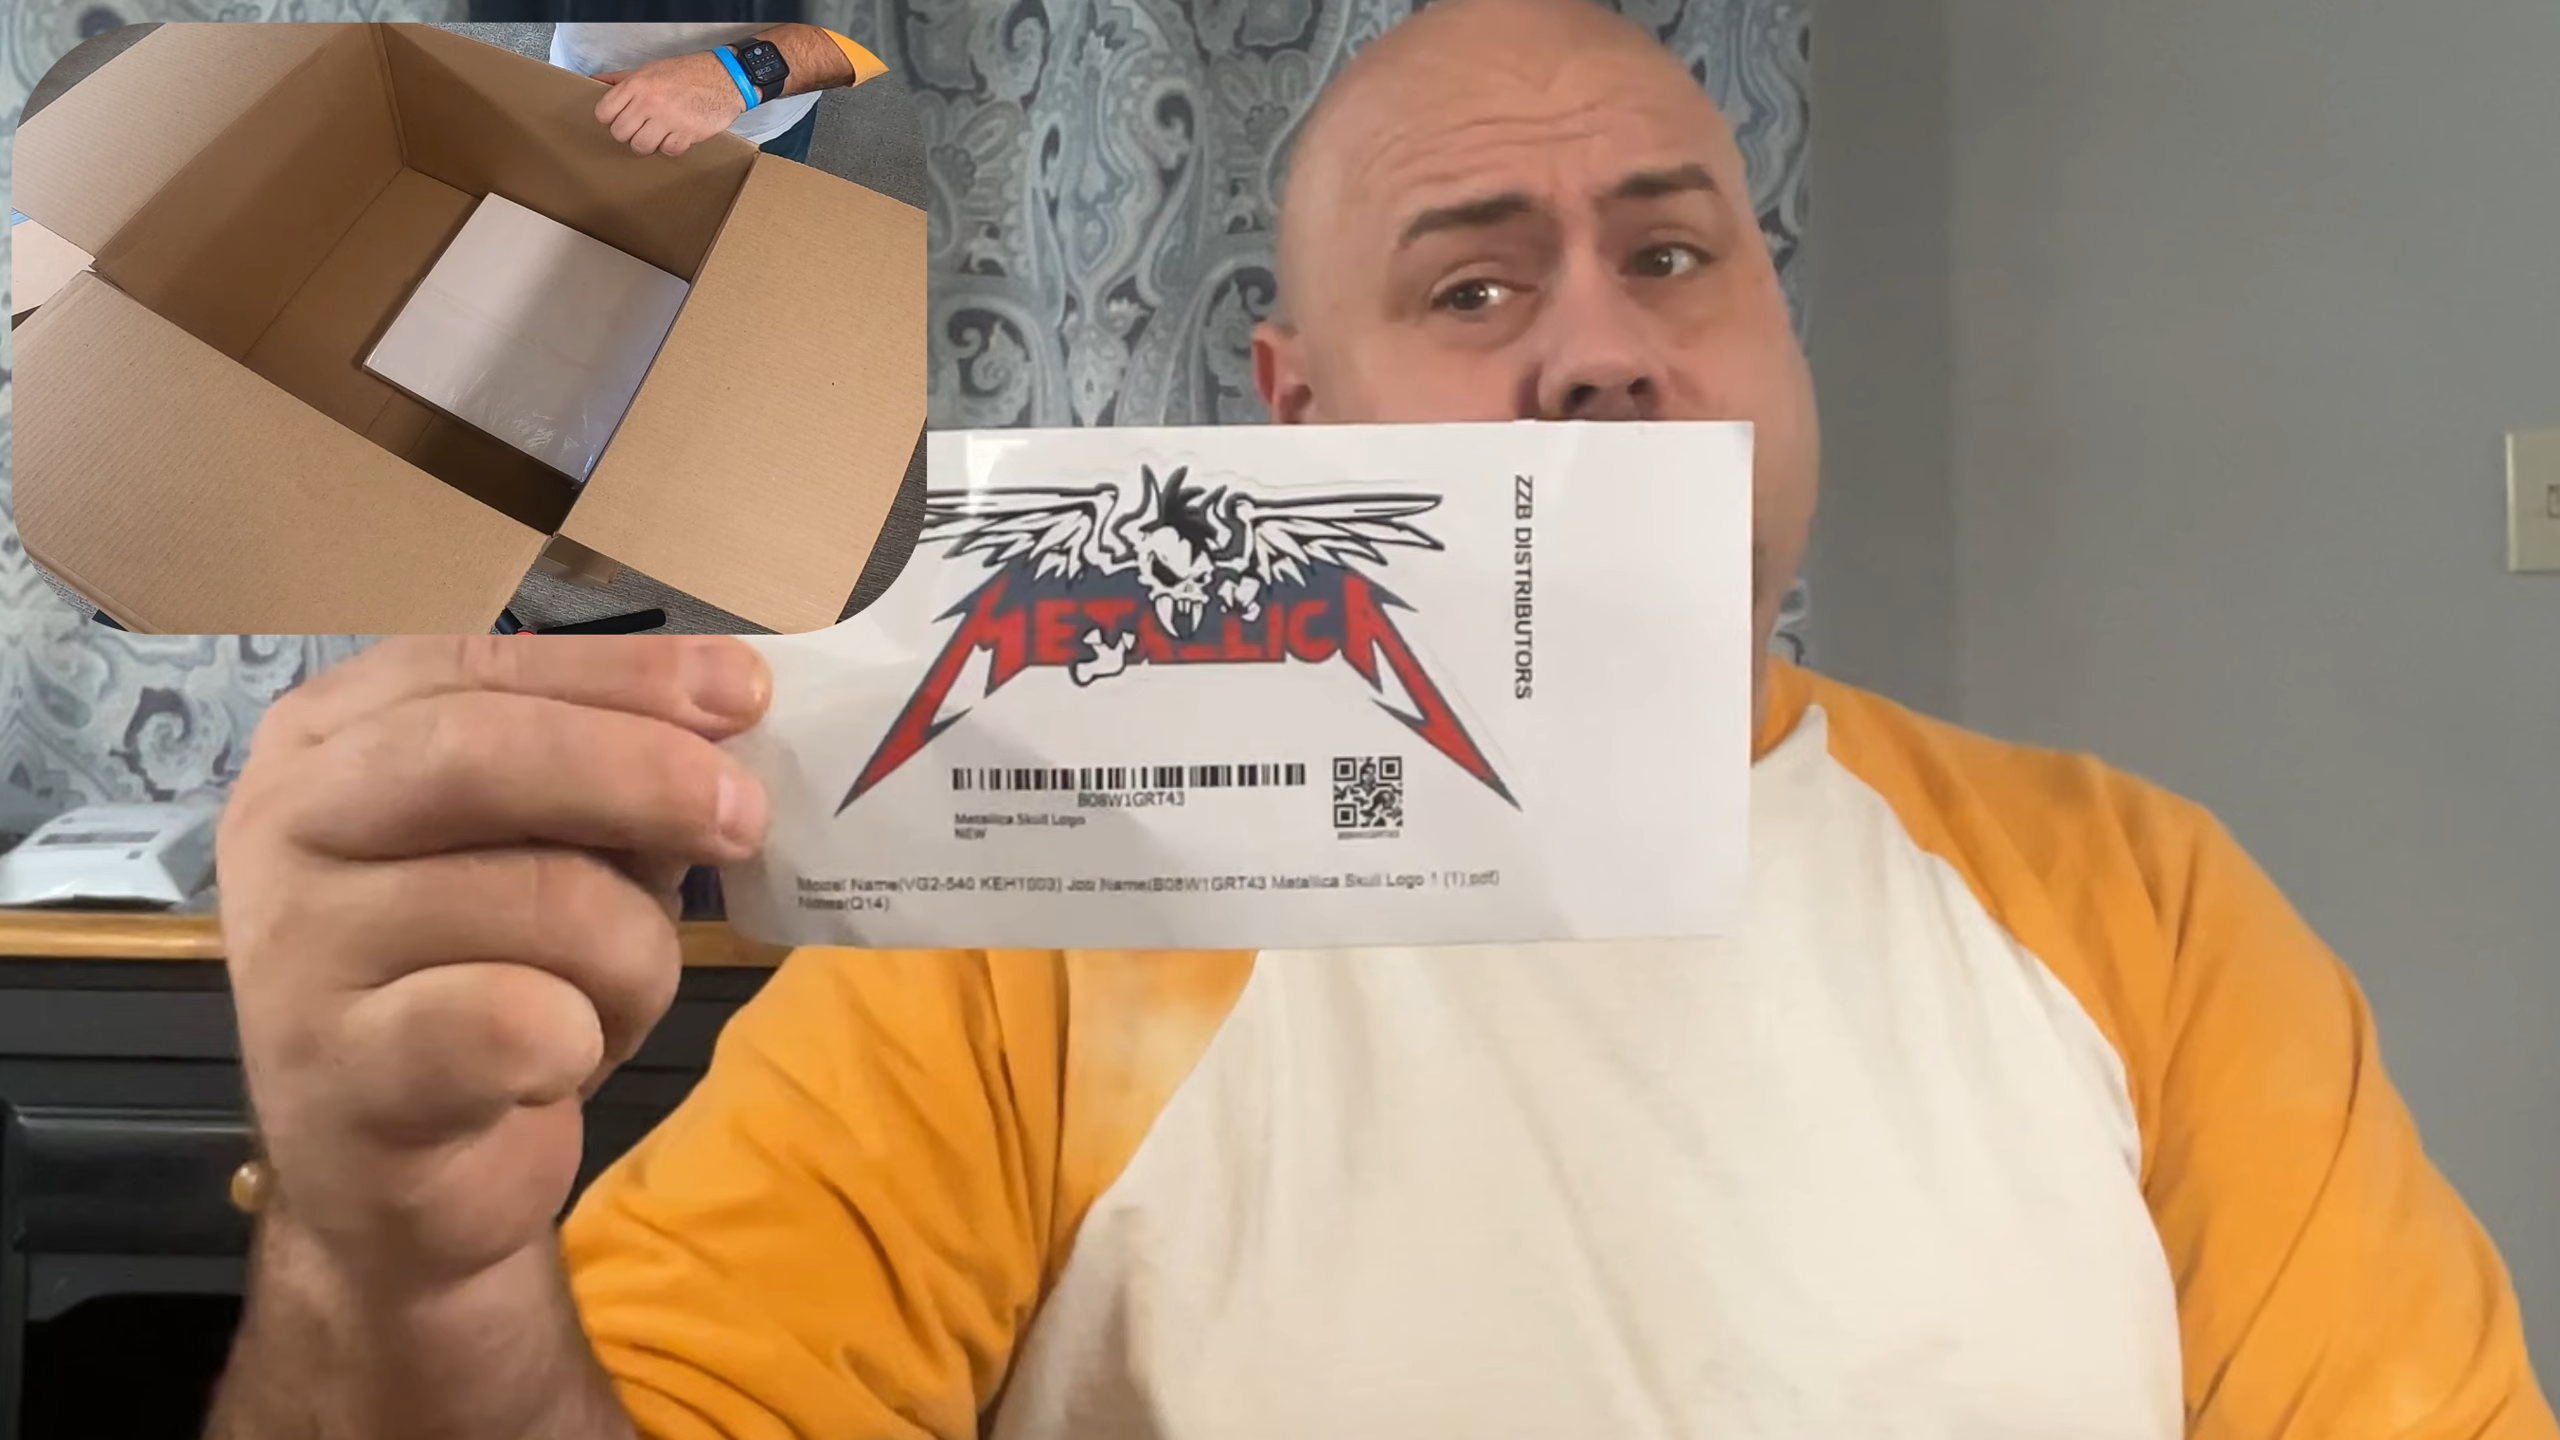 METALLICA
ZZB DISTRIBUTORS
B08W1GRT43
Metallica Skull Logo
NEW
Model Name(VG2-540 KEH1003) Job Name(B08W1GRT43 Metallica Skull Logo 1 (1).pdf)
Notes(Q14)